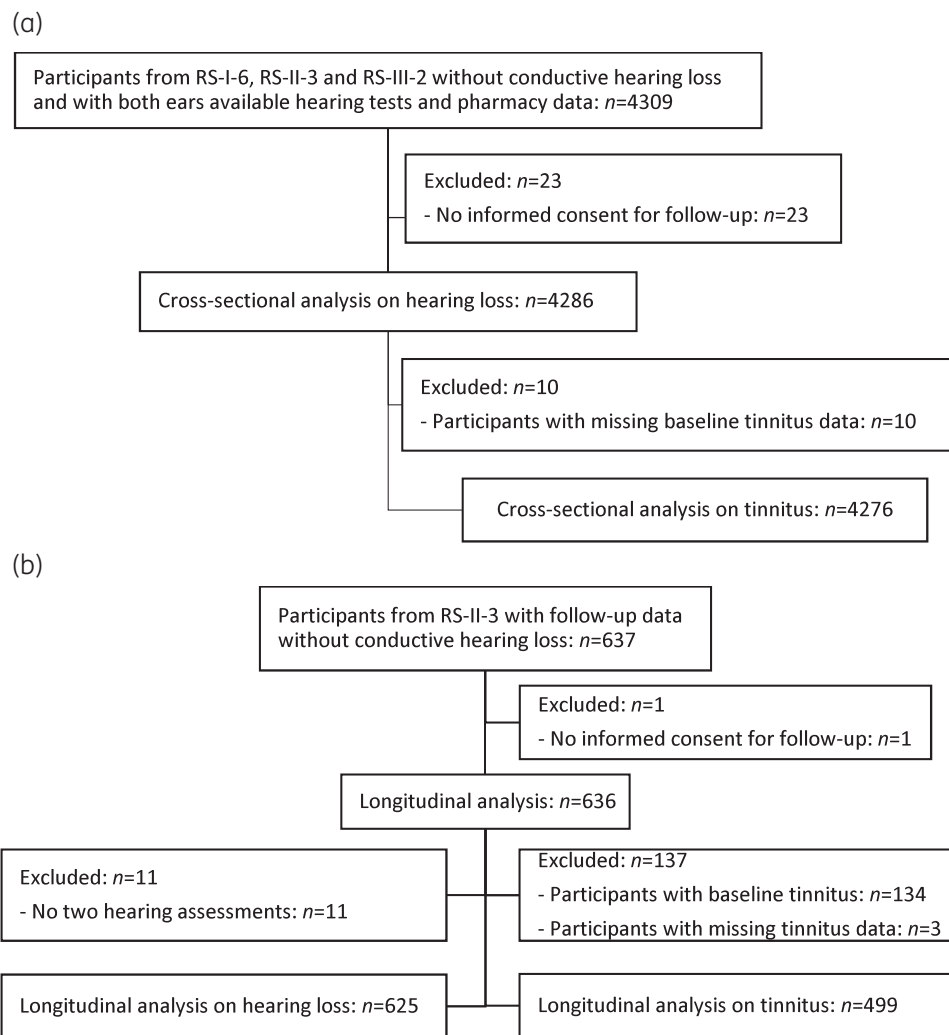 (a)
Participants from RS-I-6, RS-II-3 and RS-III-2 without conductive hearing loss
and with both ears available hearing tests and pharmacy data: n=4309
Excluded: n=23
- No informed consent for follow-up: n=23
Cross-sectional analysis on hearing loss: n=4286
Excluded: n=10
- Participants with missing baseline tinnitus data: n=10
Cross-sectional analysis on tinnitus: n=4276
(b)
Participants from RS-II-3 with follow-up data
without conductive hearing loss: n=637
Excluded: n=1
- No informed consent for follow-up: n=1
Longitudinal analysis: n=636
Excluded: n=11
- No two hearing assessments: n=11
Excluded: n=137
- Participants with baseline tinnitus: n=134
- Participants with missing tinnitus data: n=3
Longitudinal analysis on hearing loss: n=625
Longitudinal analysis on tinnitus: n=499